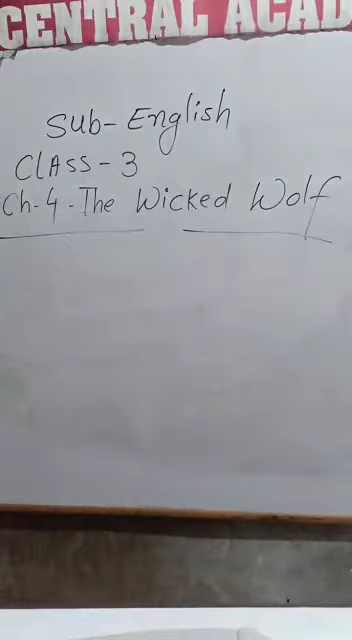 CENTRAL ACAD
Sub- English
ClASS - 3
Ch-4 - The Wicked Wolf